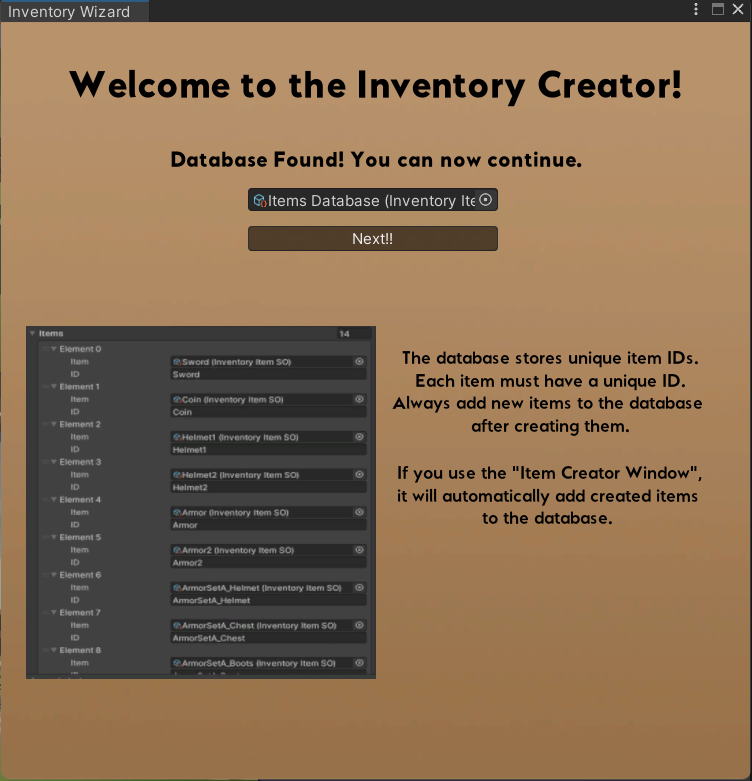 Inventory Wizard
Welcome to the Inventory Creator!
Database Found! You can now continue.
Items Database (Inventory Ite
Next!!
Items 14
Element 0
Item Sword (Inventory Item SO)
ID Sword
Element 1
Item Coin (Inventory Item SO)
ID Coin
Element 2
Item Helmet1 (Inventory Item SO)
ID Helmet1
Element 3
Item Helmet2 (Inventory Item SO)
ID Helmet2
Element 4
Item Armor (Inventory Item SO)
ID Armor
Element 5
Item Armor2 (Inventory Item SO)
ID Armor2
Element 6
Item ArmorSetA_Helmet (Inventory Item SO)
ID ArmorSetA_Helmet
Element 7
Item ArmorSetA_Chest (Inventory Item SO)
ID ArmorSetA_Chest
Element 8
Item ArmorSetA_Boots (Inventory Item SO)
The database stores unique item IDs.
Each item must have a unique ID.
Always add new items to the database
after creating them.
If you use the "Item Creator Window",
it will automatically add created items
to the database.